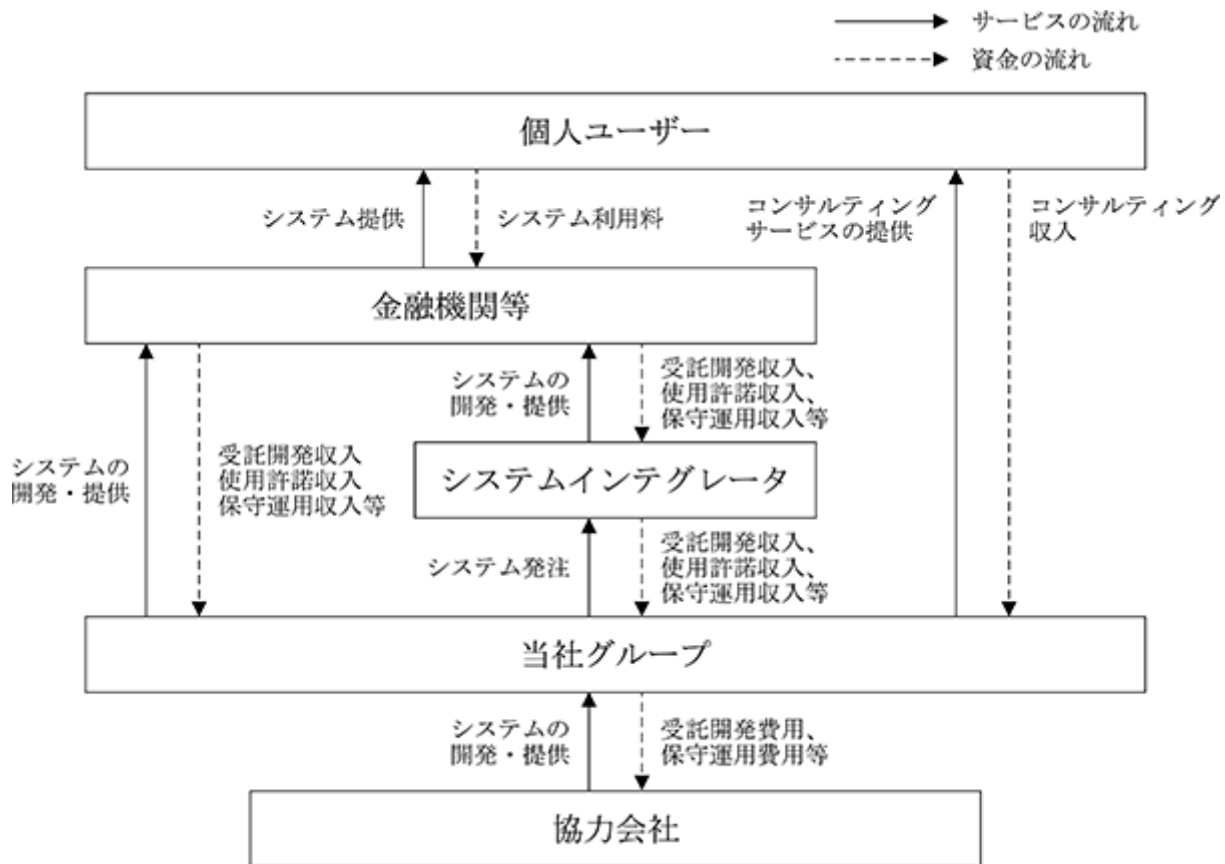 サービスの流れ
資金の流れ
個人ユーザー
システム提供
システム利用料
コンサルティング
サービスの提供
コンサルティング
収入
金融機関等
システムの
開発・提供
受託開発収入、
使用許諾収入、
保守運用収入等
システムの
開発・提供
受託開発収入
使用許諾収入
保守運用収入等
システムインテグレータ
システム発注
受託開発収入、
使用許諾収入、
保守運用収入等
当社グループ
システムの
開発・提供
受託開発費用、
保守運用費用等
協力会社